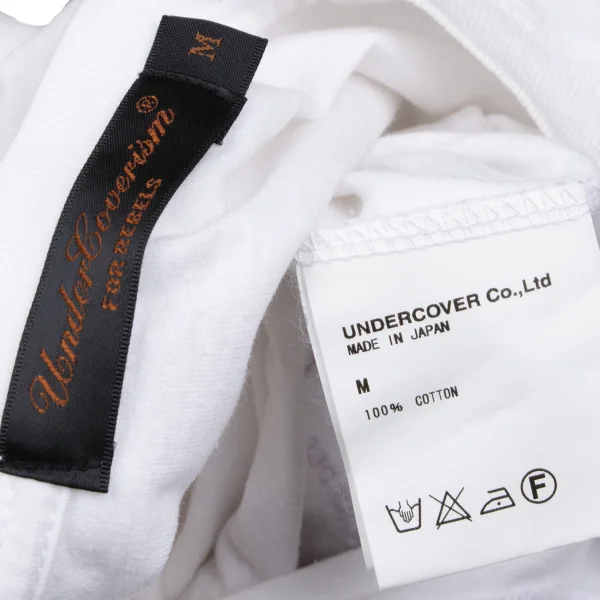 M
UnderCoverism®
FOR REBELS
UNDERCOVER Co.,Ltd
MADE IN JAPAN
M
100% COTTON
F